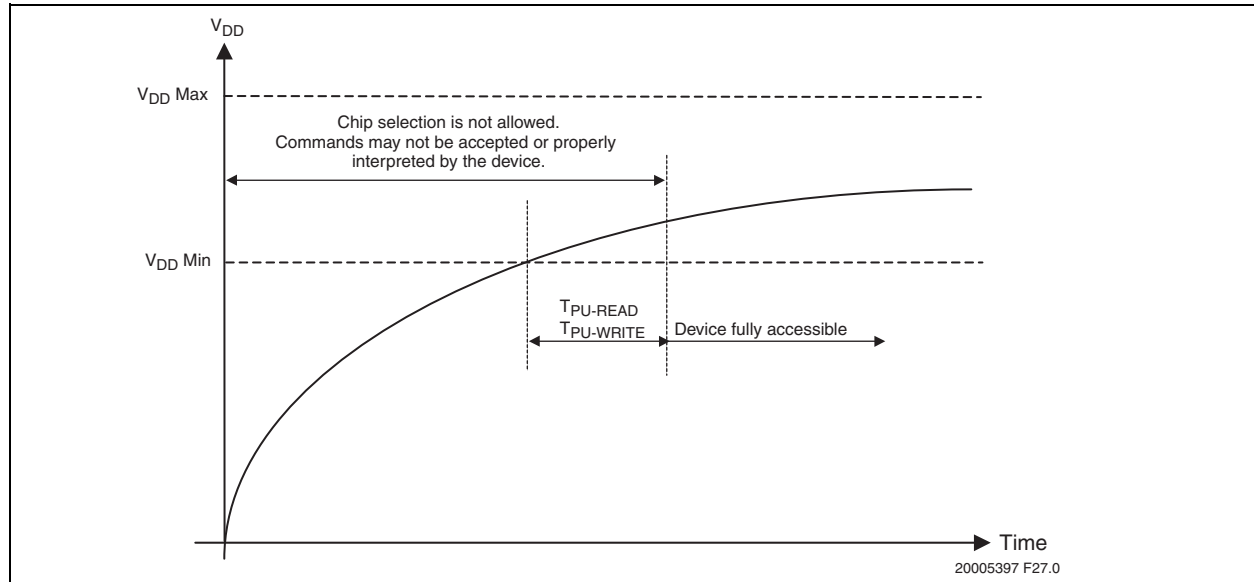 VDD
VDD Max
Chip selection is not allowed.
Commands may not be accepted or properly
interpreted by the device.
VDD Min
TPU-READ
TPU-WRITE
Device fully accessible
Time
20005397 F27.0